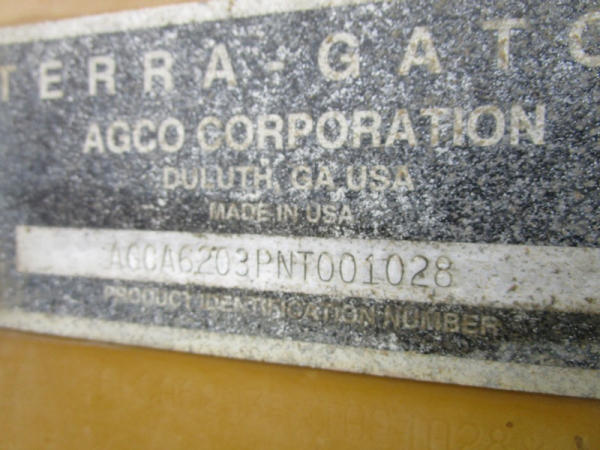 TERRA-GATO
AGCO CORPORATION
DULUTH, GA USA
MADE IN USA
AGCA6203PNT001028
PRODUCT IDENTIFICATION NUMBER